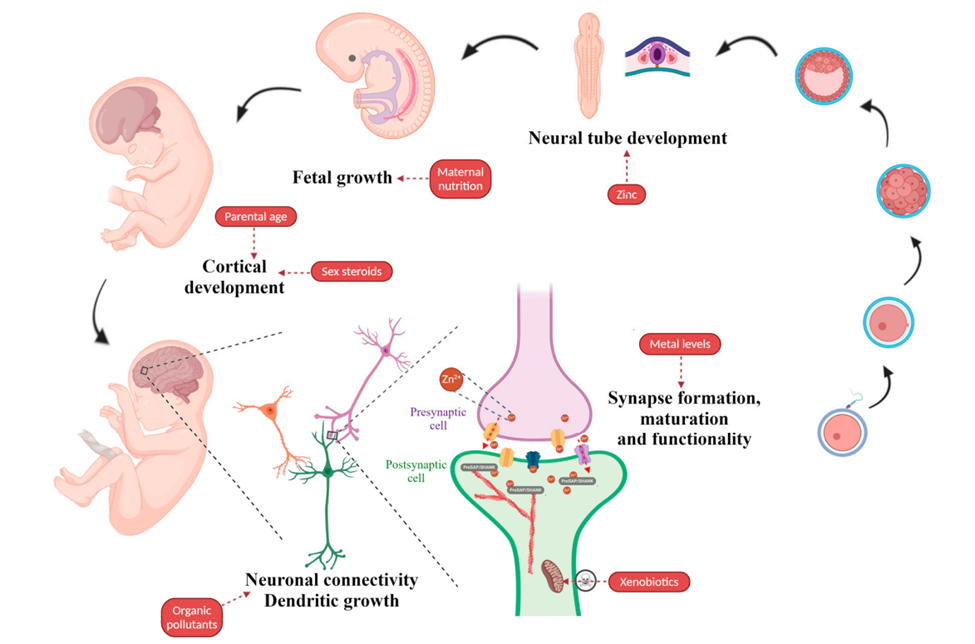 Neural tube development
Zinc
Fetal growth
Maternal
nutrition
Parental age
Cortical
development
Sex steroids
Metal levels
Synapse formation,
maturation
and functionality
Zn2+
Presynaptic
cell
Postsynaptic
cell
ProSAP/SHANK
ProSAP/SHANK
ProSAP/SHANK
Xenobiotics
Neuronal connectivity
Dendritic growth
Organic
pollutants